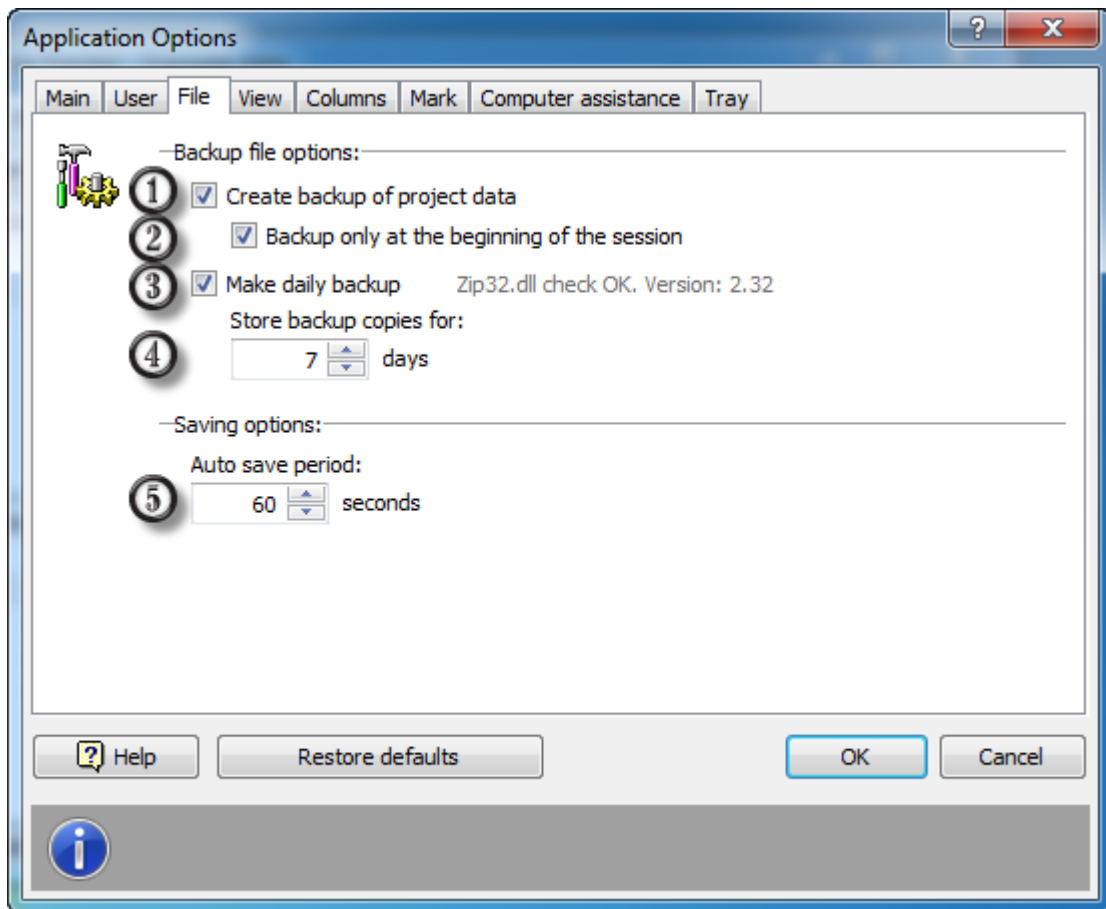 Application Options
Main User File View Columns Mark Computer assistance Tray
Backup file options:
1 Create backup of project data
2 Backup only at the beginning of the session
3 Make daily backup Zip32.dll check OK. Version: 2.32
Store backup copies for:
4 7 days
Saving options:
Auto save period:
5 60 seconds
Help Restore defaults OK Cancel